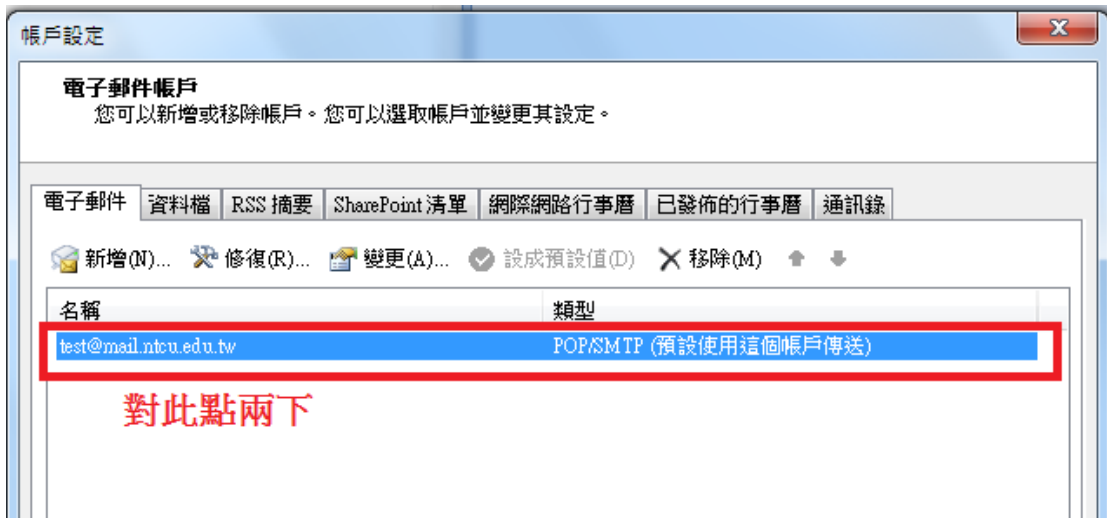 帳戶設定
電子郵件帳戶
您可以新增或移除帳戶。您可以選取帳戶並變更其設定。
電子郵件 資料檔 RSS 摘要 SharePoint 清單 網際網路行事曆 已發佈的行事曆 通訊錄
新增(N)... 修復(R)... 變更(A)... 設成預設值(D) 移除(M)
名稱 類型
test@mail.ntcu.edu.tw POP/SMTP (預設使用這個帳戶傳送)
對此點兩下